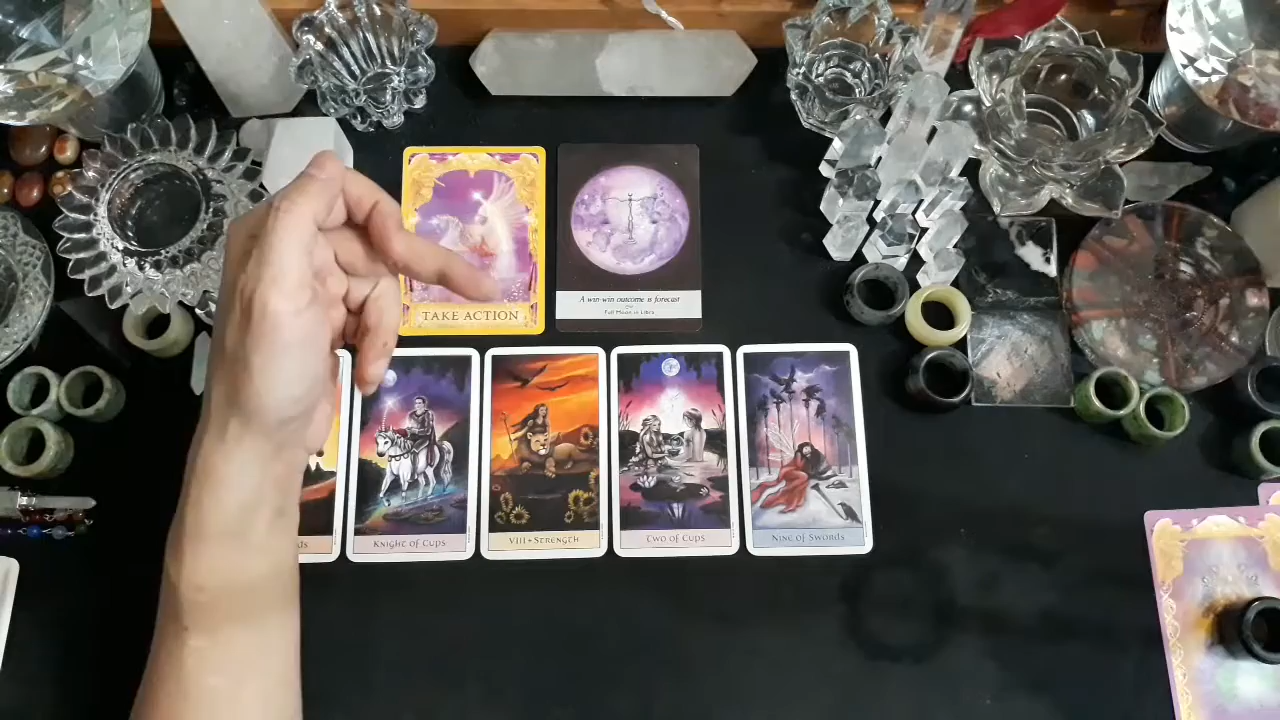 TAKE ACTION
A win-win outcome is forecast
Full Moon in Libra
ds
Knight of Cups
VIII • Strength
Two of Cups
Nine of Swords